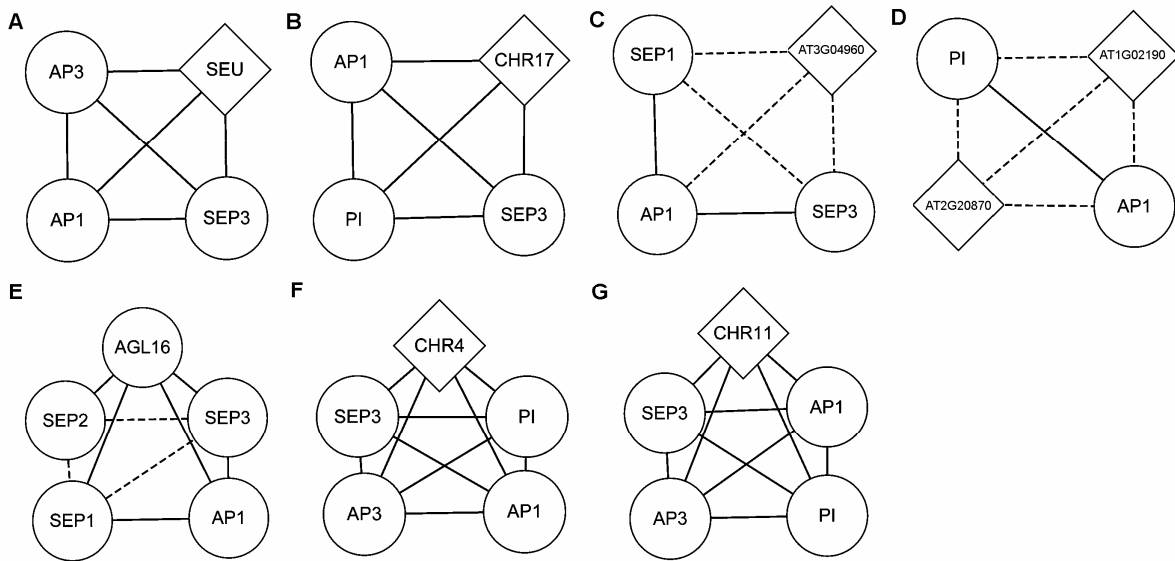 A
AP3
SEU
AP1
SEP3
B
AP1
CHR17
PI
SEP3
C
SEP1
AT3G04960
AP1
SEP3
D
PI
AT1G02190
AT2G20870
AP1
E
AGL16
SEP2
SEP3
SEP1
AP1
F
CHR4
SEP3
PI
AP3
AP1
G
CHR11
SEP3
AP1
AP3
PI